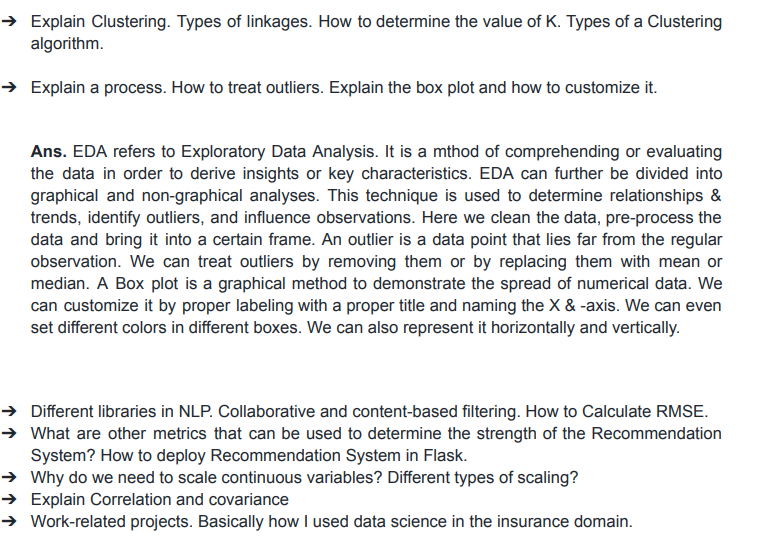 ➔ Explain Clustering. Types of linkages. How to determine the value of K. Types of a Clustering
algorithm.
➔ Explain a process. How to treat outliers. Explain the box plot and how to customize it.
Ans. EDA refers to Exploratory Data Analysis. It is a mthod of comprehending or evaluating
the data in order to derive insights or key characteristics. EDA can further be divided into
graphical and non-graphical analyses. This technique is used to determine relationships &
trends, identify outliers, and influence observations. Here we clean the data, pre-process the
data and bring it into a certain frame. An outlier is a data point that lies far from the regular
observation. We can treat outliers by removing them or by replacing them with mean or
median. A Box plot is a graphical method to demonstrate the spread of numerical data. We
can customize it by proper labeling with a proper title and naming the X & -axis. We can even
set different colors in different boxes. We can also represent it horizontally and vertically.
➔ Different libraries in NLP. Collaborative and content-based filtering. How to Calculate RMSE.
➔ What are other metrics that can be used to determine the strength of the Recommendation
System? How to deploy Recommendation System in Flask.
➔ Why do we need to scale continuous variables? Different types of scaling?
➔ Explain Correlation and covariance
➔ Work-related projects. Basically how I used data science in the insurance domain.